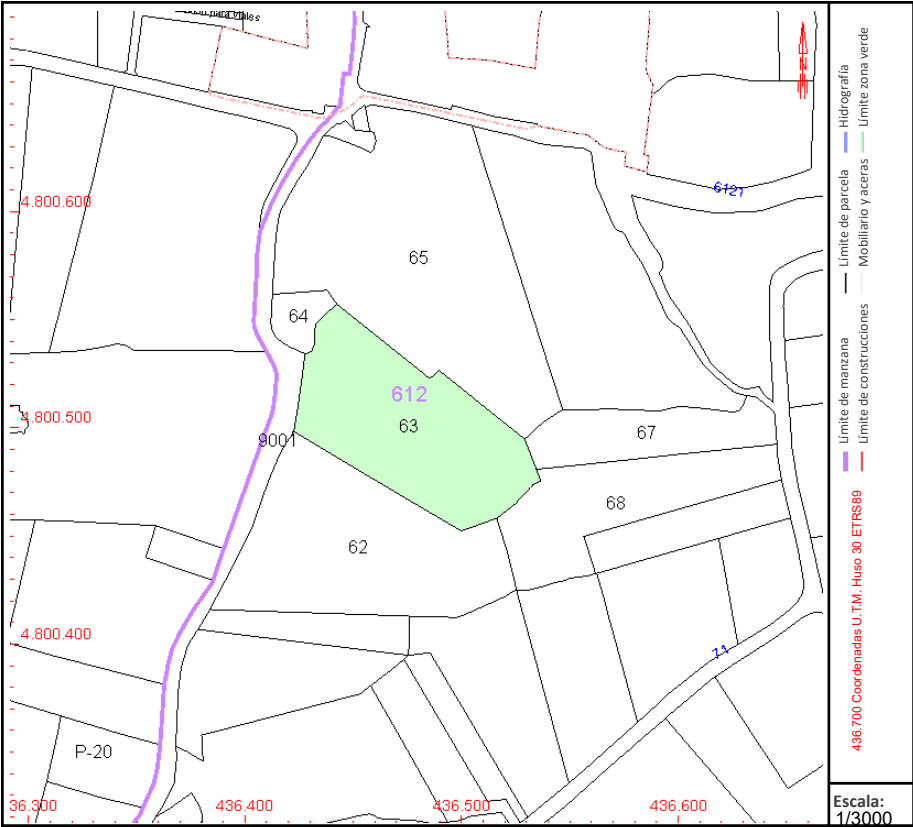 4.800.600
6121
65
64
612
63
4.800.500
9001
67
68
62
4.800.400
71
P-20
36.300
436.400
436.500
436.600
Hidrografía
Límite zona verde
Límite de parcela
Mobiliario y aceras
Límite de manzana
Límite de construcciones
436.700 Coordenadas U.T.M. Huso 30 ETRS89
N
Escala:
1/3000